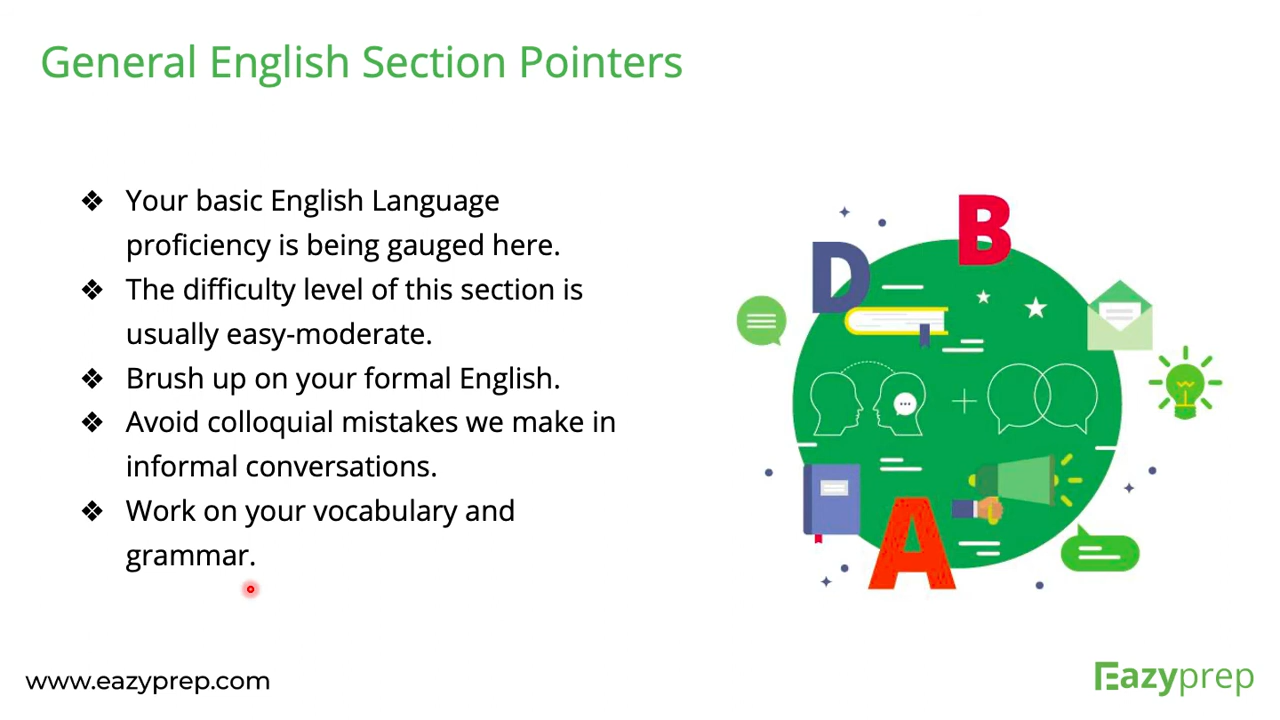 General English Section Pointers
❖ Your basic English Language
proficiency is being gauged here.
❖ The difficulty level of this section is
usually easy-moderate.
❖ Brush up on your formal English.
❖ Avoid colloquial mistakes we make in
informal conversations.
❖ Work on your vocabulary and
grammar.
B
D
A
www.eazyprep.com
Eazyprep